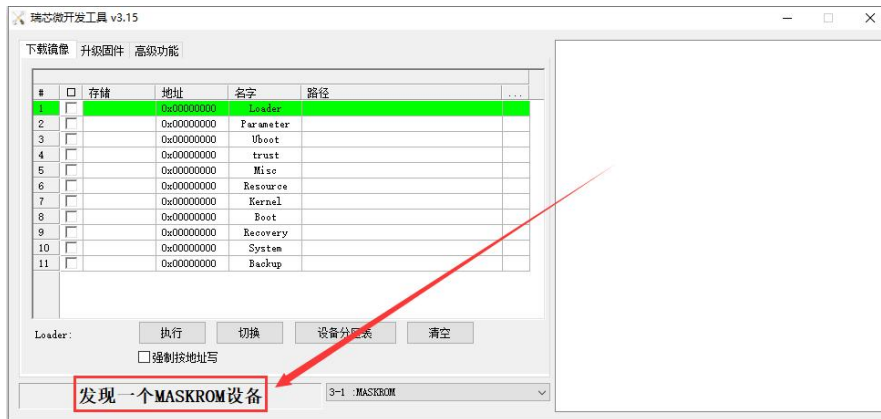 瑞芯微开发工具 v3.15
下载镜像 升级固件 高级功能
# 存储 地址 名字 路径 ...
1 0x00000000 Loader
2 0x00000000 Parameter
3 0x00000000 Uboot
4 0x00000000 trust
5 0x00000000 Misc
6 0x00000000 Resource
7 0x00000000 Kernel
8 0x00000000 Boot
9 0x00000000 Recovery
10 0x00000000 System
11 0x00000000 Backup
Loader: 执行 切换 设备分区表 清空
强制按地址写
发现一个MASKROM设备 3-1 :MASKROM